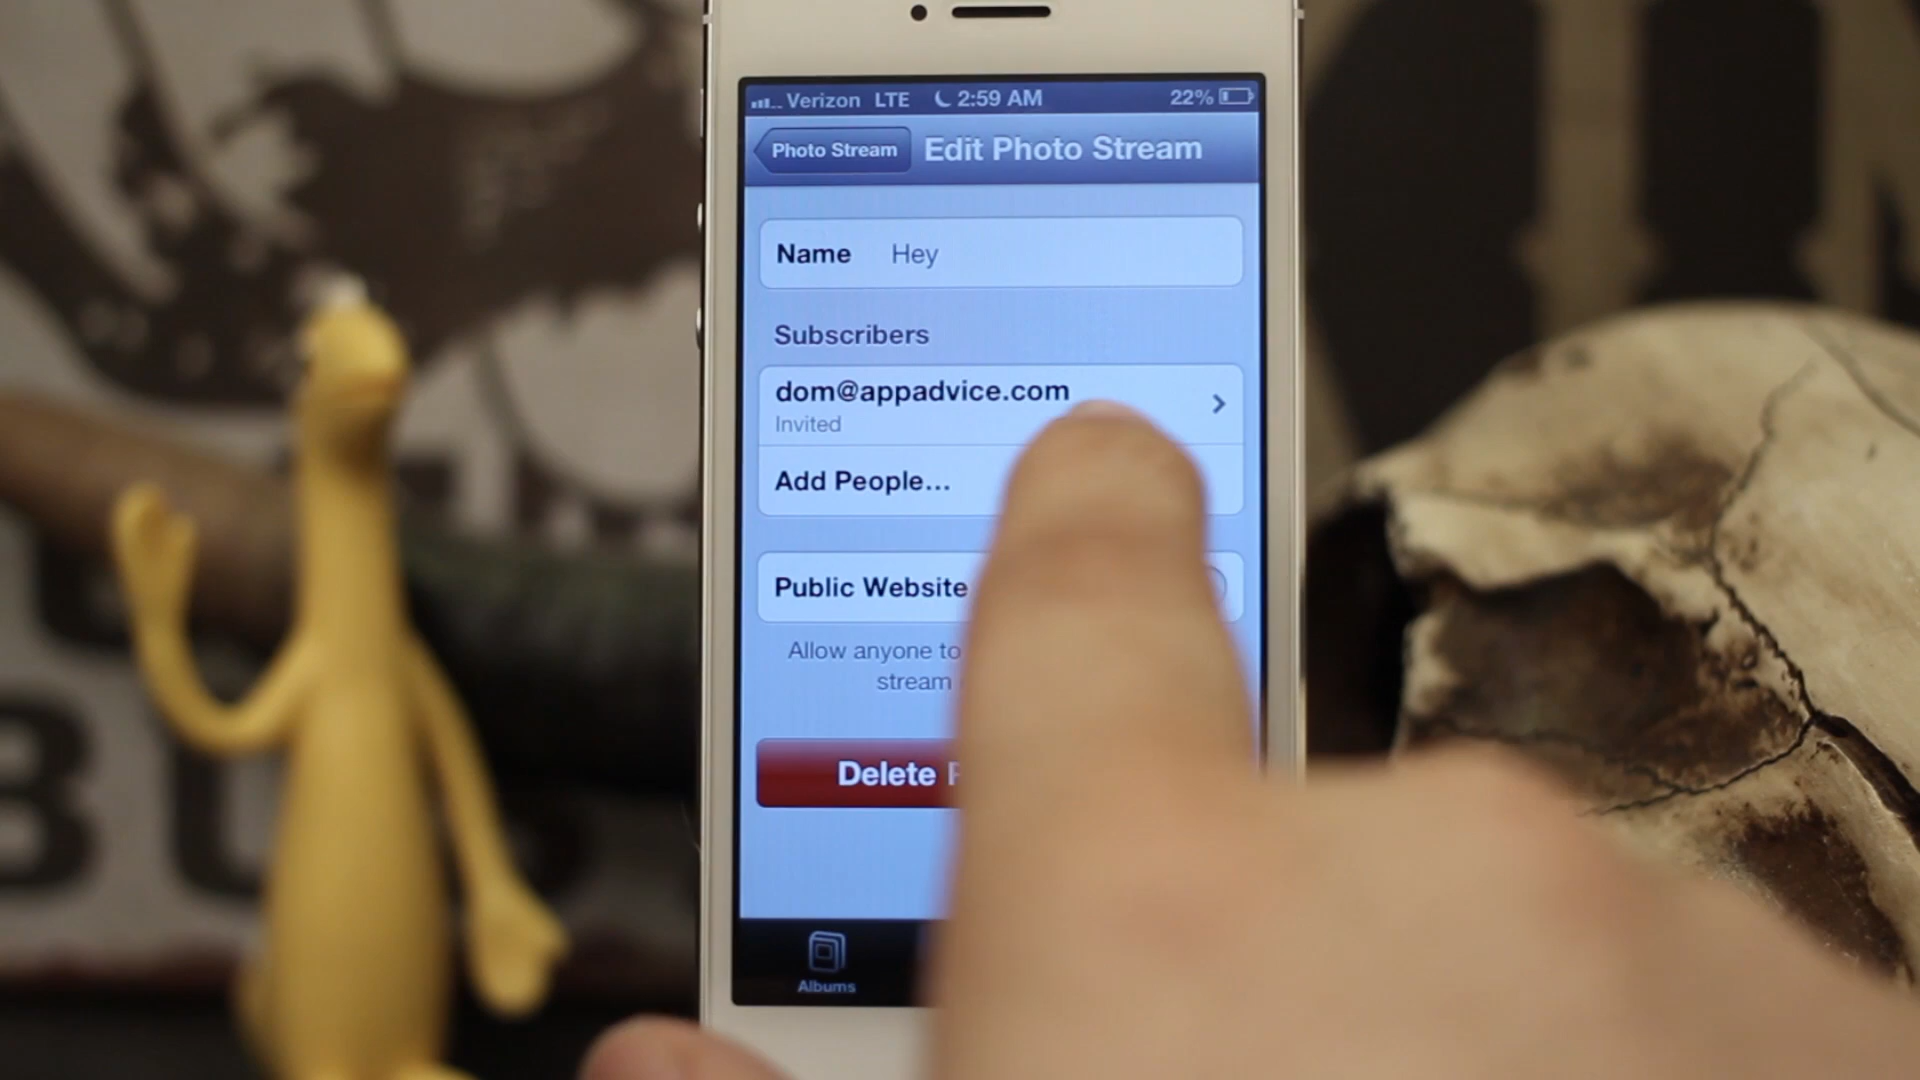 Verizon LTE 2:59 AM 22%
Photo Stream Edit Photo Stream
Name Hey
Subscribers
dom@appadvice.com
Invited
Add People...
Public Website
Allow anyone to
stream
Delete
Albums